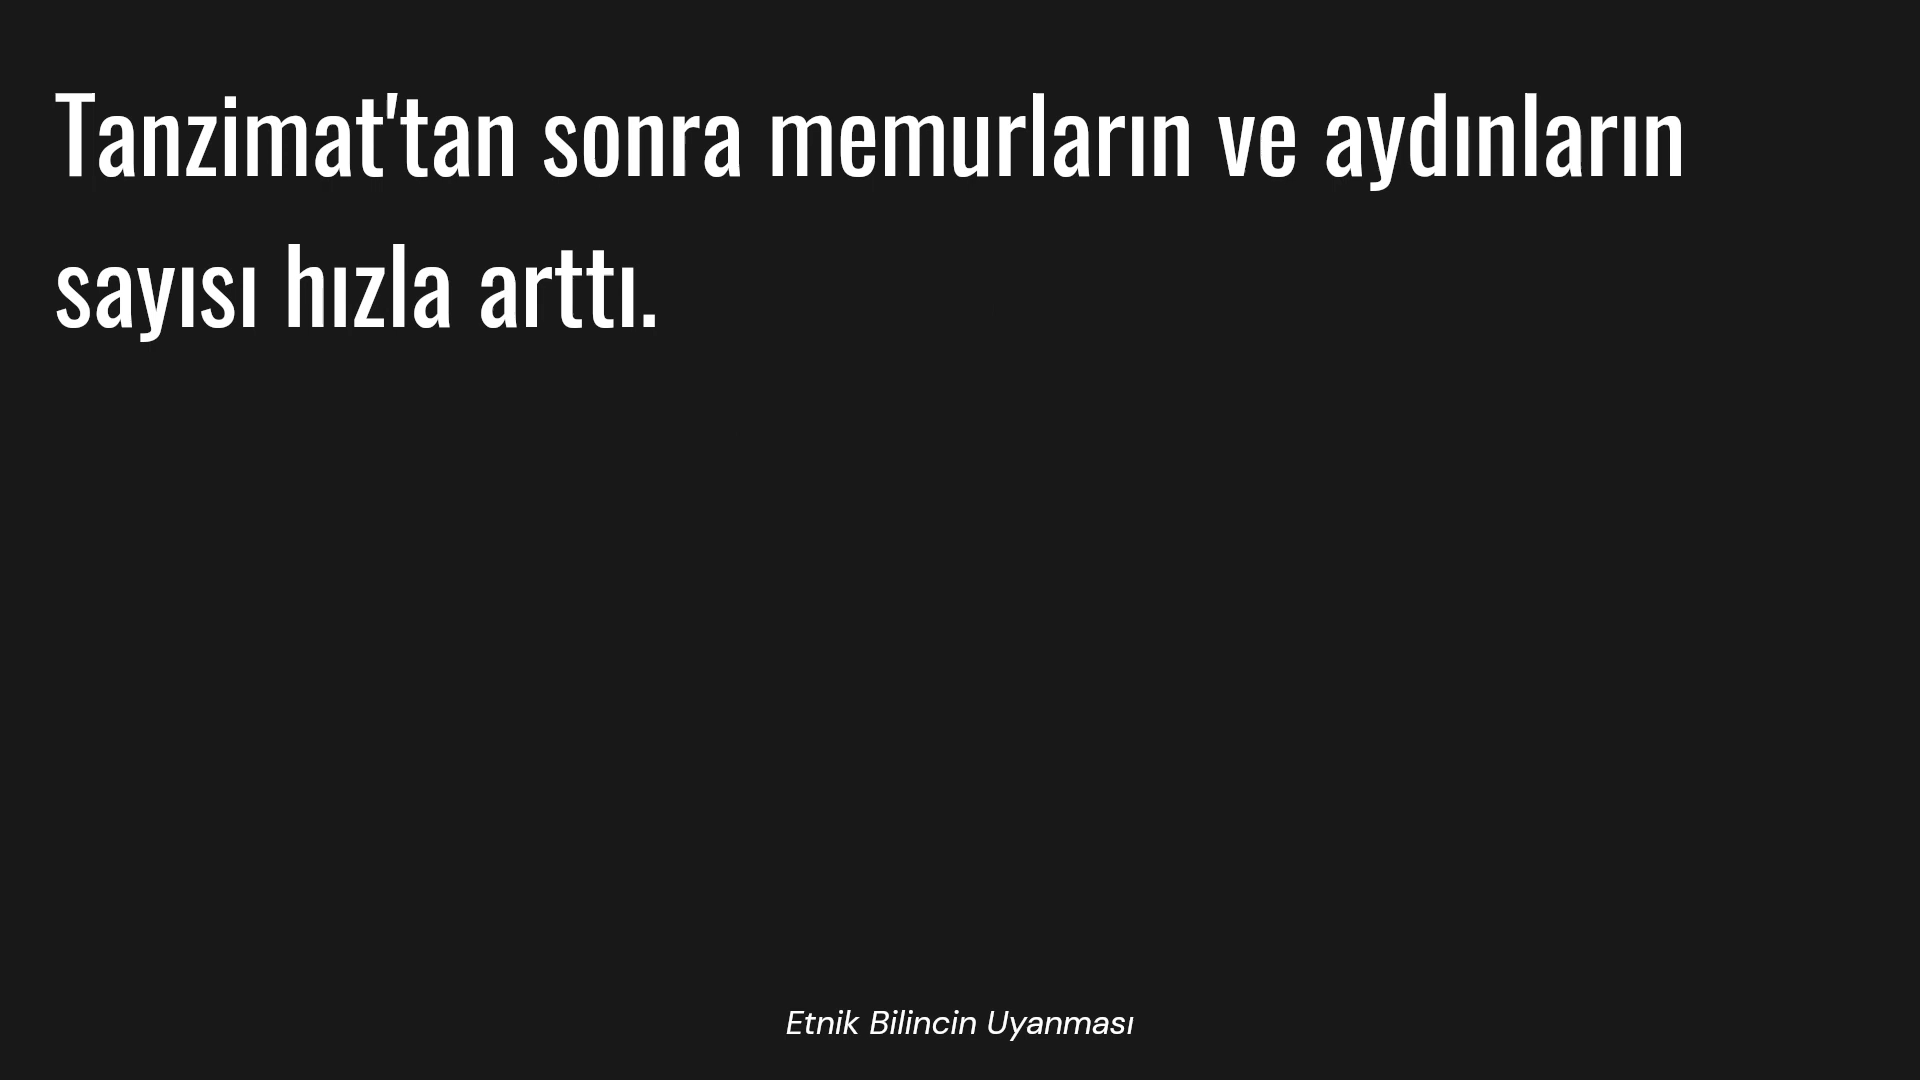 Tanzimat'tan sonra memurların ve aydınların
sayısı hızla arttı.
Etnik Bilincin Uyanması